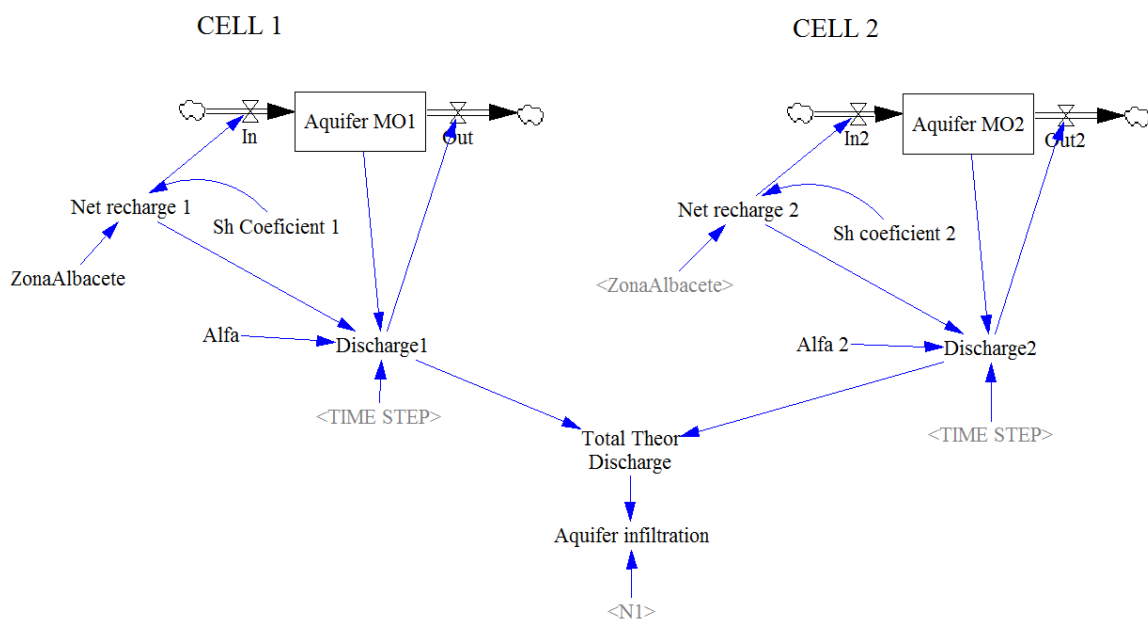 CELL 1
CELL 2
Aquifer MO1
In
Out
Aquifer MO2
In2
Out2
Net recharge 1
Sh Coeficient 1
ZonaAlbacete
Net recharge 2
Sh coeficient 2
<ZonaAlbacete>
Alfa
Discharge1
<TIME STEP>
Alfa 2
Discharge2
<TIME STEP>
Total Theor
Discharge
Aquifer infiltration
<N1>